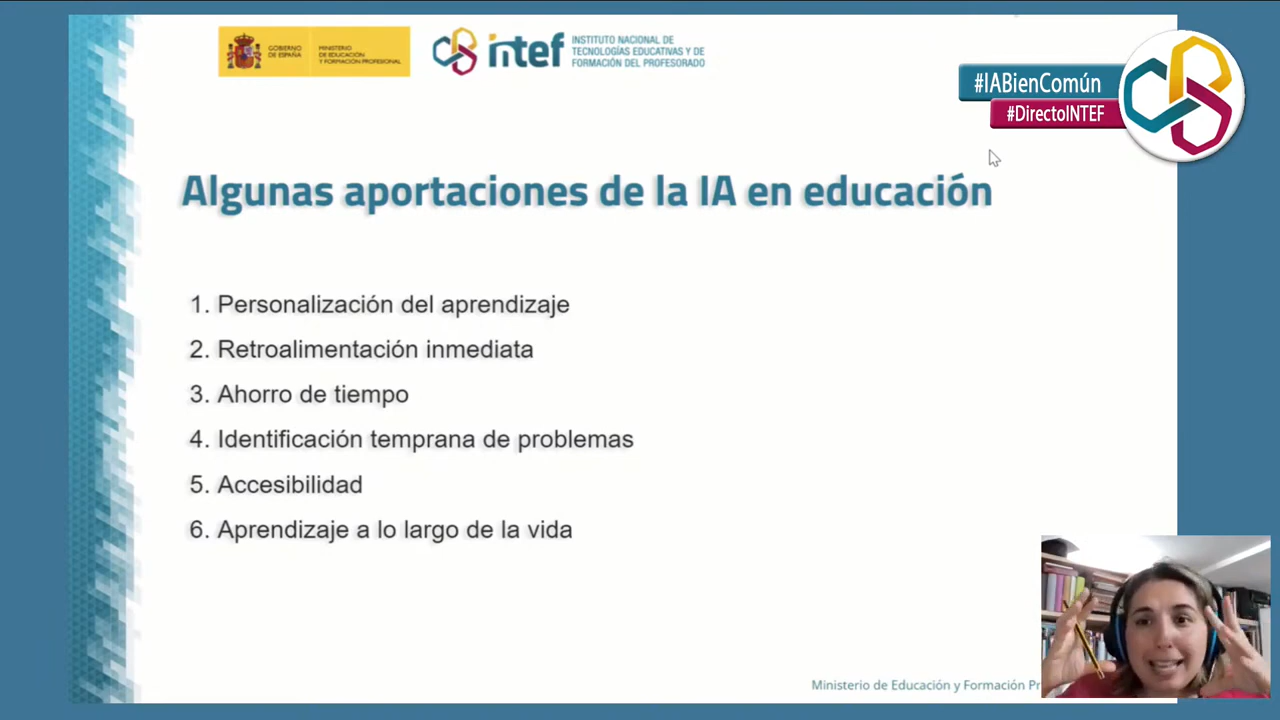 GOBIERNO
DE ESPAÑA
MINISTERIO
DE EDUCACIÓN
Y FORMACIÓN PROFESIONAL
intef
INSTITUTO NACIONAL DE
TECNOLOGÍAS EDUCATIVAS Y DE
FORMACIÓN DEL PROFESORADO
#IABienComún
#DirectoINTEF
Algunas aportaciones de la IA en educación
1. Personalización del aprendizaje
2. Retroalimentación inmediata
3. Ahorro de tiempo
4. Identificación temprana de problemas
5. Accesibilidad
6. Aprendizaje a lo largo de la vida
Ministerio de Educación y Formación Pr